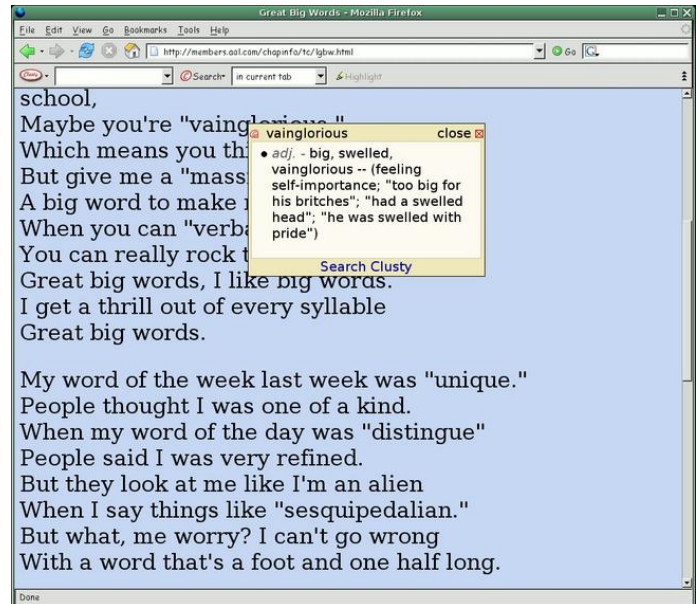 Great Big Words - Mozilla Firefox
File Edit View Go Bookmarks Tools Help
http://members.aol.com/chapinfo/tc/lgbw.html Go G
Clusty Search in current tab Highlight
school,
Maybe you're "vainglorious,"
Which means you
But give me a
A big word to make
When you can
You can really rock
Great big words, I like big words.
I get a thrill out of every syllable
Great big words.
vainglorious close
adj. - big, swelled,
vainglorious -- (feeling
self-importance; "too big for
his britches"; "had a swelled
head"; "he was swelled with
pride")
Search Clusty
My word of the week last week was "unique."
People thought I was one of a kind.
When my word of the day was "distingue"
People said I was very refined.
But they look at me like I'm an alien
When I say things like "sesquipedalian."
But what, me worry? I can't go wrong
With a word that's a foot and one half long.
Done